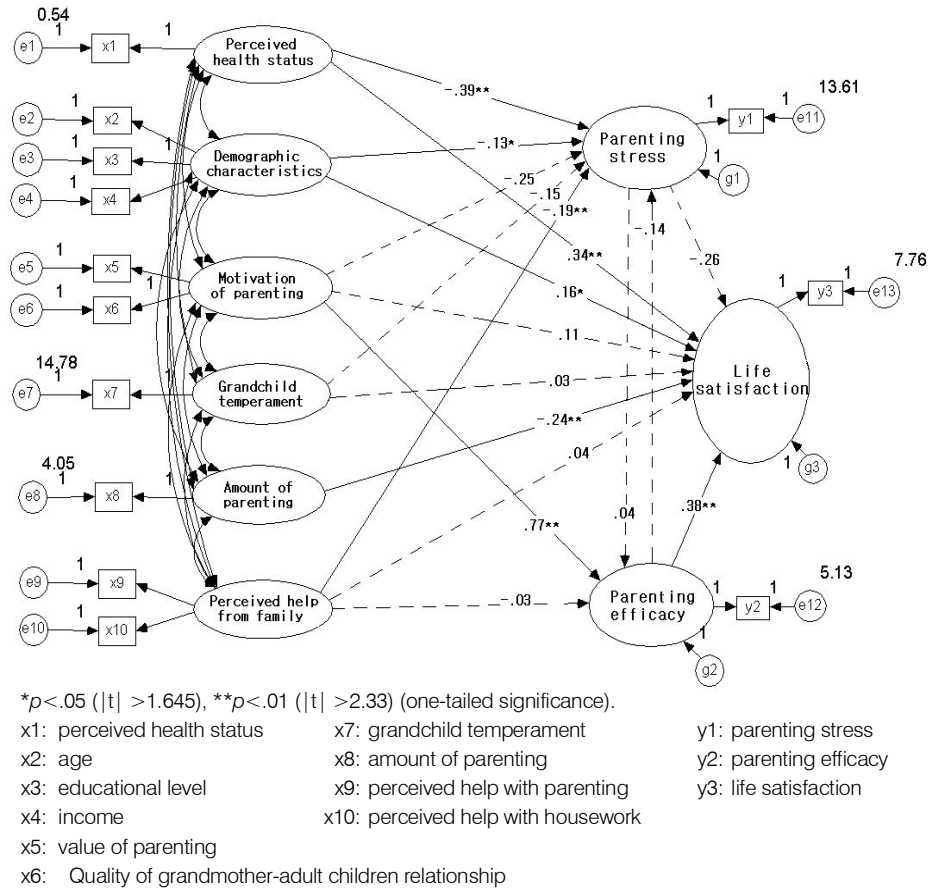 0.54
1
1
e1
x1
Perceived
health status
-.39**
13.61
1
1
y1
e11
Parenting
stress
1
g1
1
e2
x2
1
e3
x3
1
1
e4
x4
Demographic
characteristics
-.13*
-.25
-.15
-.19**
-.14
-.26
.34**
1
e5
x5
1
1
e6
x6
Motivation
of parenting
.16*
.11
7.76
1
1
y3
e13
14.78
1
1
e7
x7
Grandchild
temperament
.03
Life
satisfaction
-.24**
.04
1
g3
4.05
1
1
e8
x8
Amount of
parenting
.77**
.04
.38**
1
e9
x9
1
e10
x10
Perceived help
from family
-.03
Parenting
efficacy
5.13
1
1
y2
e12
1
g2
*p<.05 (|t| >1.645), **p<.01 (|t| >2.33) (one-tailed significance).
x1: perceived health status x7: grandchild temperament y1: parenting stress
x2: age x8: amount of parenting y2: parenting efficacy
x3: educational level x9: perceived help with parenting y3: life satisfaction
x4: income x10: perceived help with housework
x5: value of parenting
x6: Quality of grandmother-adult children relationship